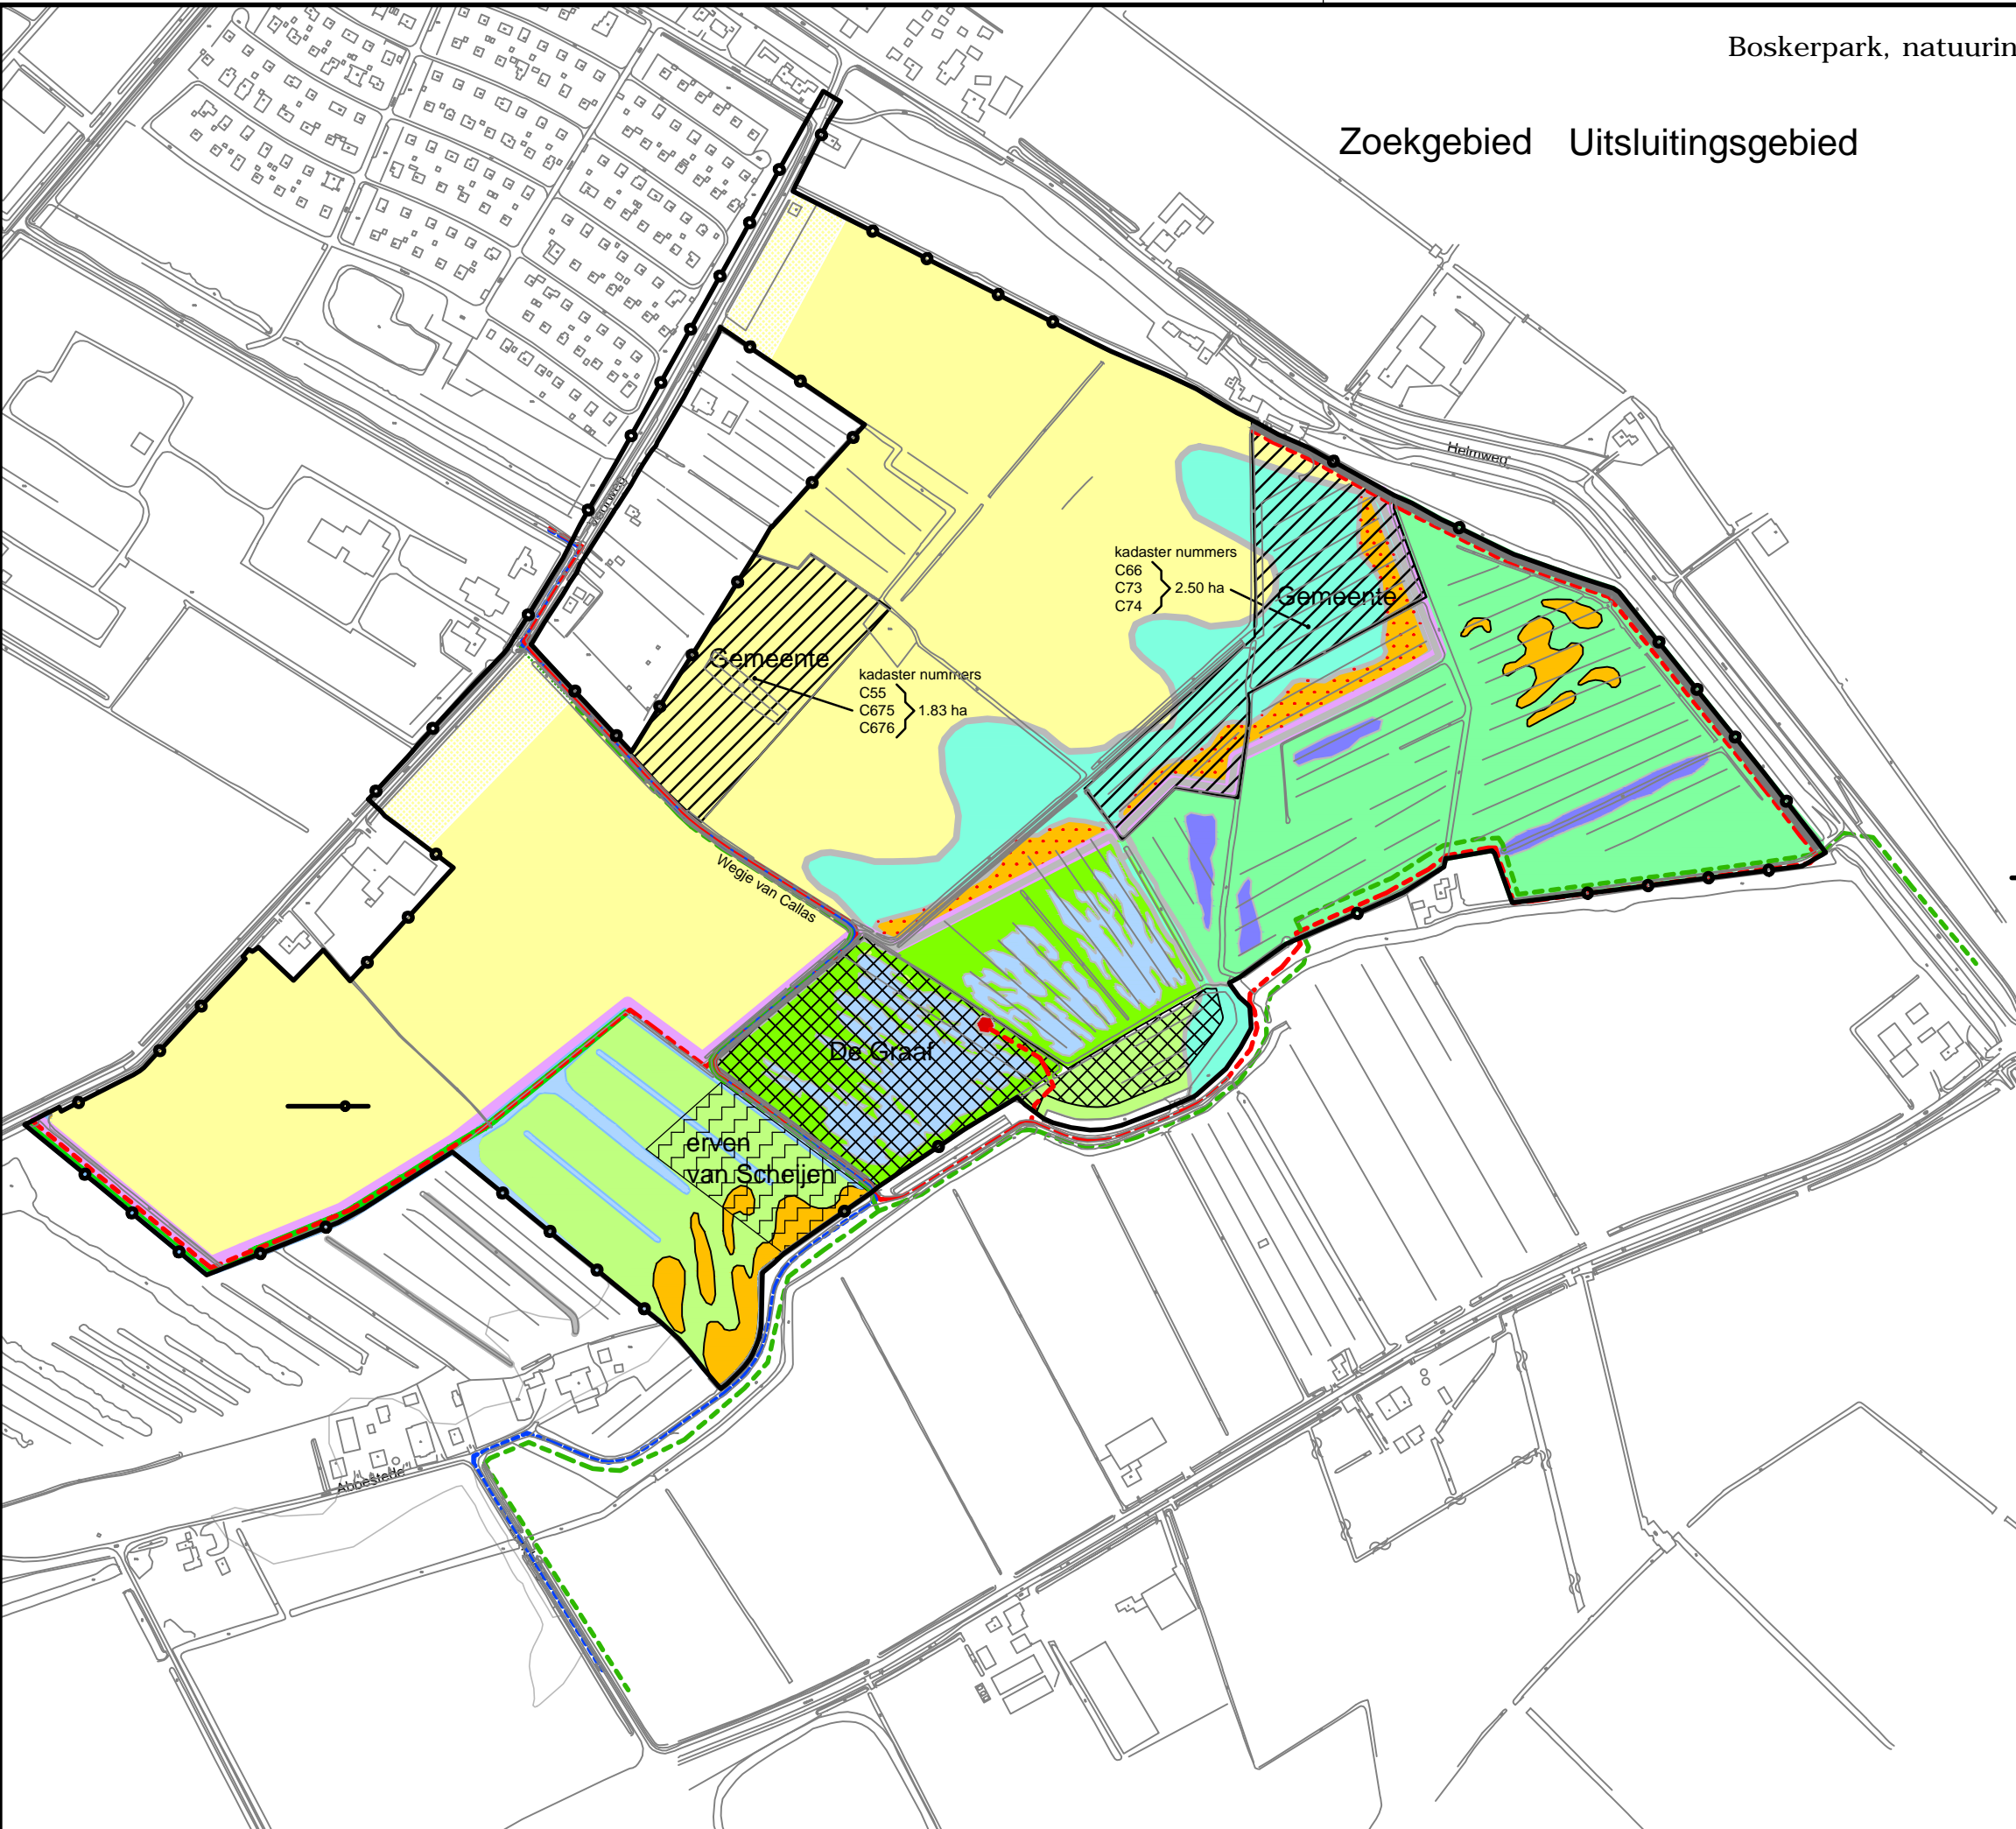 Boskerpark, natuurin
Zoekgebied Uitsluitingsgebied
Helmweg
kadaster nummers
C66
C73
C74
2.50 ha
Gemeente
Gemeente
kadaster nummers
C55
C675
C676
1.83 ha
Wegje van Callas
De Graaf
erven
van Scheijen
Abbestede